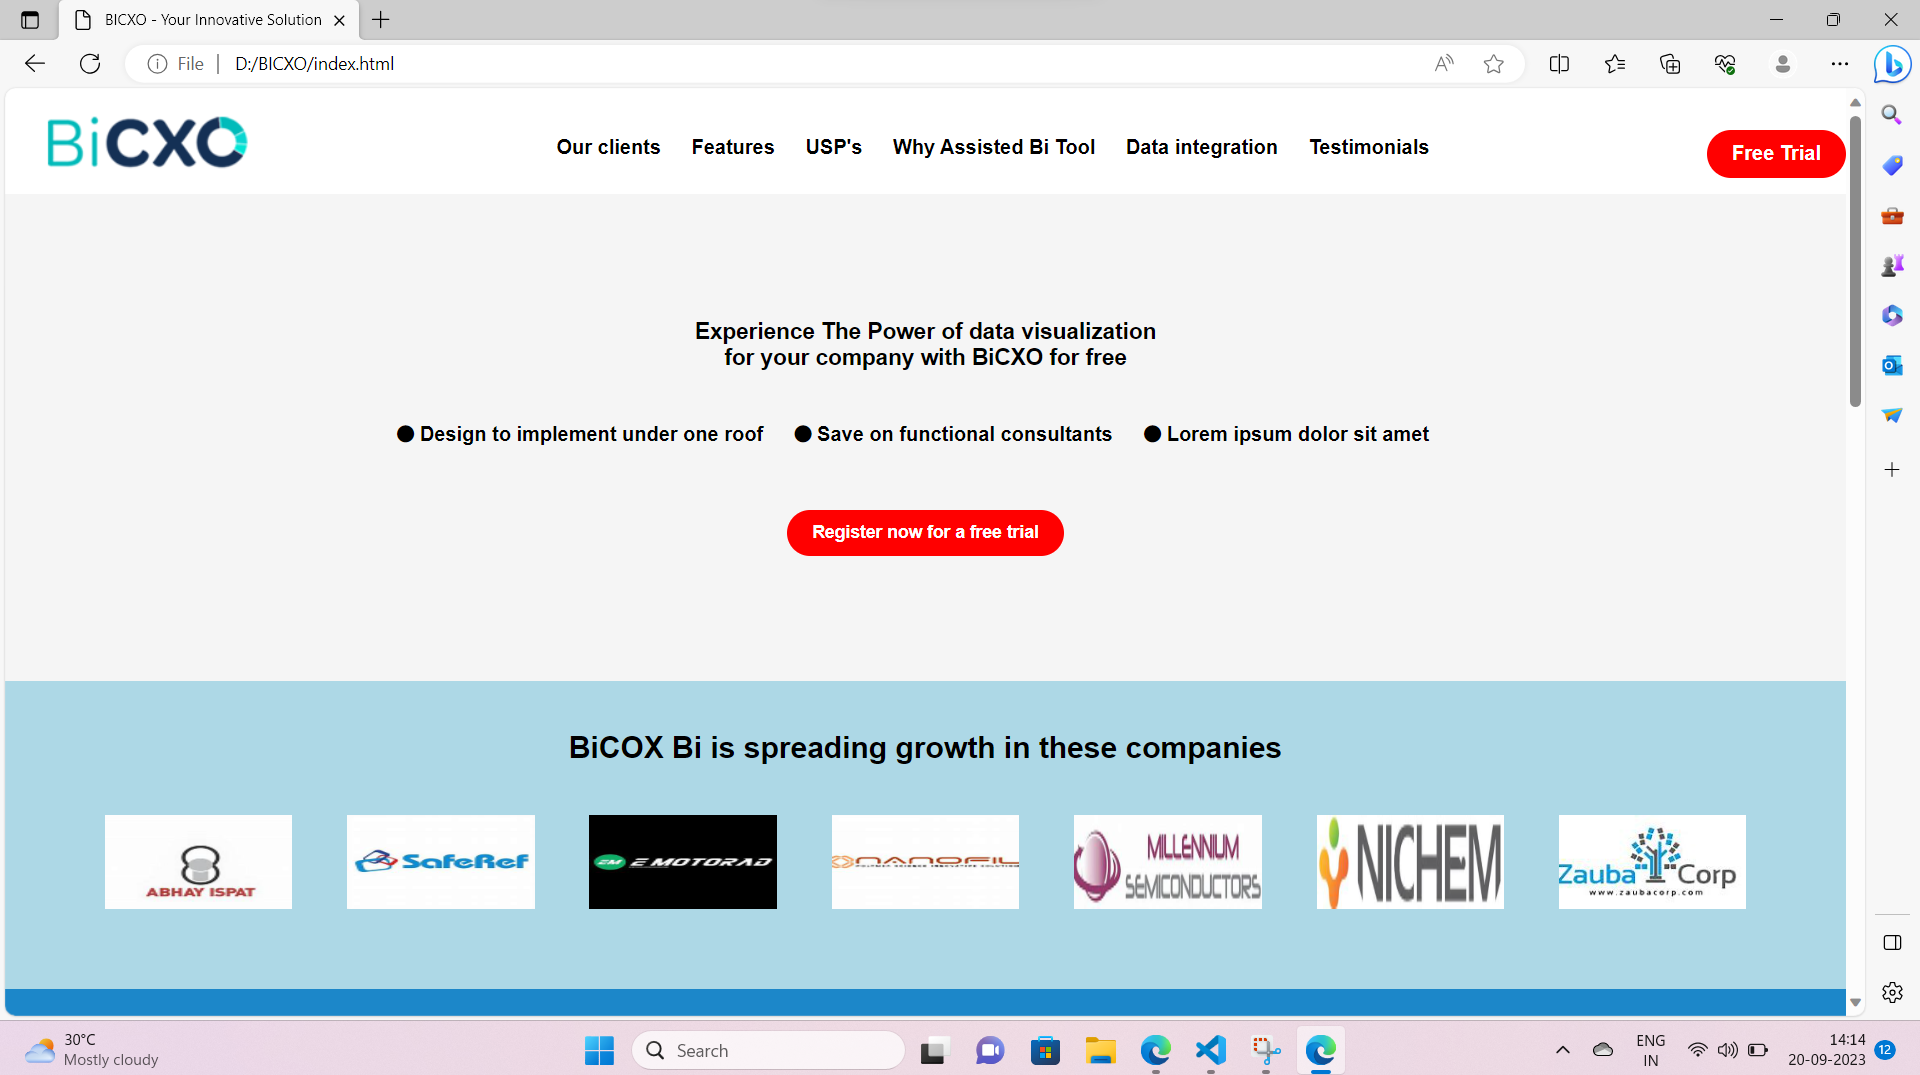 BICXO - Your Innovative Solution
File
D:/BICXO/index.html
BiCXO
Our clients Features USP's Why Assisted Bi Tool Data integration Testimonials
Free Trial
Experience The Power of data visualization
for your company with BiCXO for free
● Design to implement under one roof ● Save on functional consultants ● Lorem ipsum dolor sit amet
Register now for a free trial
BiCOX Bi is spreading growth in these companies
ABHAY ISPAT
SafeRef
EM E MOTORAD
NANOFIL
MILLENNIUM
SEMICONDUCTORS
NICHEM
Zauba Corp
www.zaubacorp.com
30°C
Mostly cloudy
Search
ENG
IN
14:14
20-09-2023
12